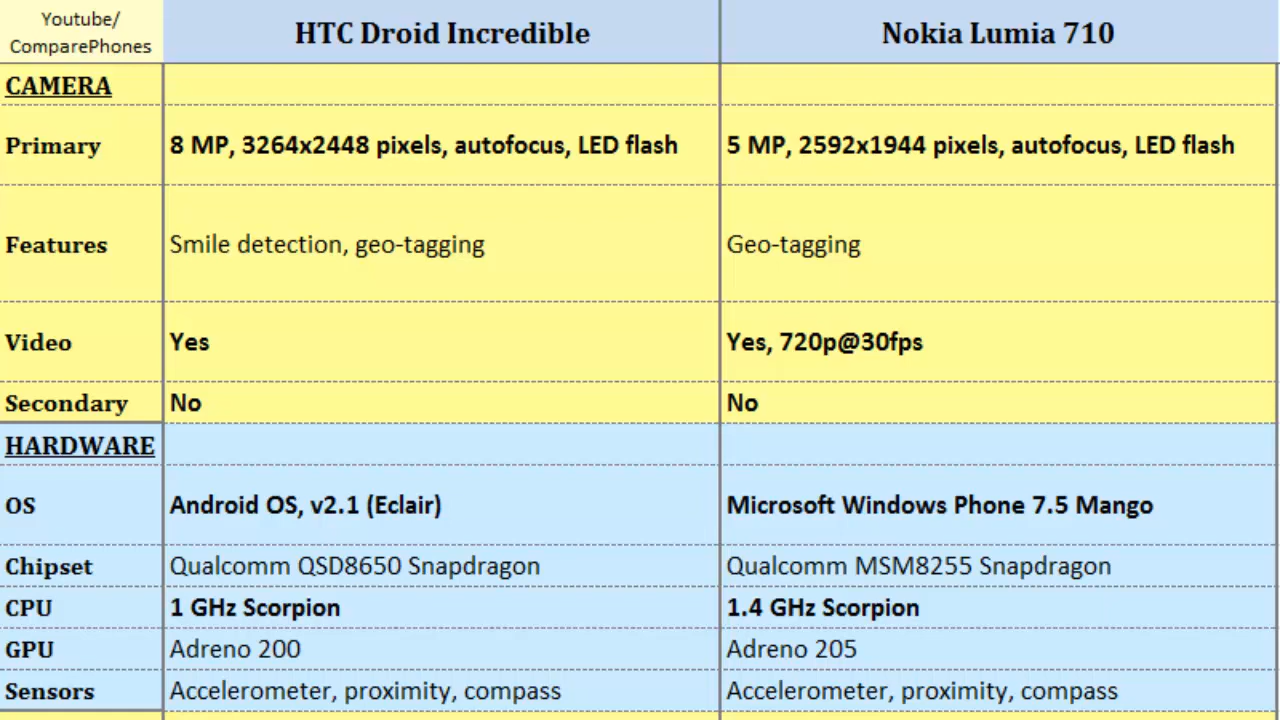 Youtube/
ComparePhones
HTC Droid Incredible
Nokia Lumia 710
CAMERA
Primary
8 MP, 3264x2448 pixels, autofocus, LED flash
5 MP, 2592x1944 pixels, autofocus, LED flash
Features
Smile detection, geo-tagging
Geo-tagging
Video
Yes
Yes, 720p@30fps
Secondary
No
No
HARDWARE
OS
Android OS, v2.1 (Eclair)
Microsoft Windows Phone 7.5 Mango
Chipset
Qualcomm QSD8650 Snapdragon
Qualcomm MSM8255 Snapdragon
CPU
1 GHz Scorpion
1.4 GHz Scorpion
GPU
Adreno 200
Adreno 205
Sensors
Accelerometer, proximity, compass
Accelerometer, proximity, compass